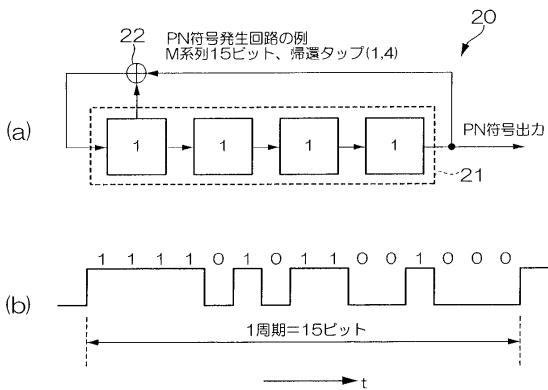 22
PN符号発生回路の例
M系列15ビット、帰還タップ(1,4)
20
(a)
1 1 1 1
PN符号出力
21
1 1 1 1 0 1 0 1 1 0 0 1 0 0 0
(b)
1周期=15ビット
t